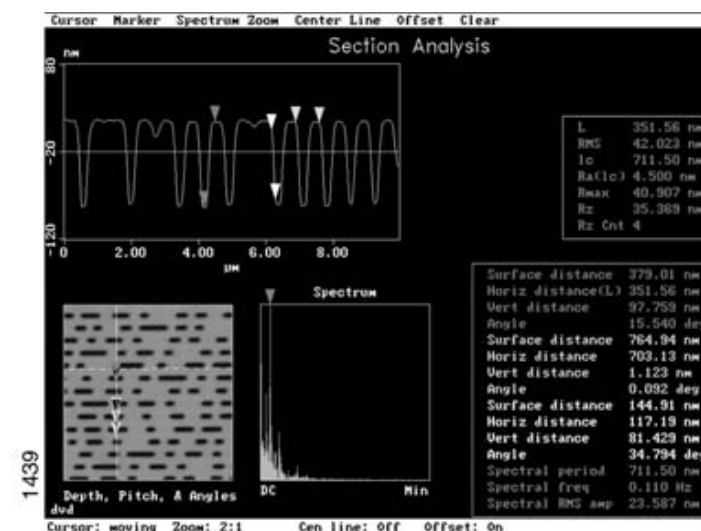 Cursor Marker Spectrum Zoom Center Line Offset Clear
Section Analysis
nm
80
-20
-120
0 2.00 4.00 6.00 8.00
µm
L 351.56 nm
RMS 42.023 nm
lc 711.50 nm
Ra(lc) 4.500 nm
Rmax 40.907 nm
Rz 35.369 nm
Rz Cnt 4
Spectrum
DC Min
Surface distance 379.01 nm
Horiz distance(L) 351.56 nm
Vert distance 97.759 nm
Angle 15.540 deg
Surface distance 764.94 nm
Horiz distance 703.13 nm
Vert distance 1.123 nm
Angle 0.092 deg
Surface distance 144.91 nm
Horiz distance 117.19 nm
Vert distance 81.429 nm
Angle 34.794 deg
Spectral period 711.50 nm
Spectral freq 0.110 Hz
Spectral RMS amp 23.587 nm
Depth, Pitch, & Angles
dvd
1439
Cursor: moving Zoom: 2:1 Cen line: Off Offset: On